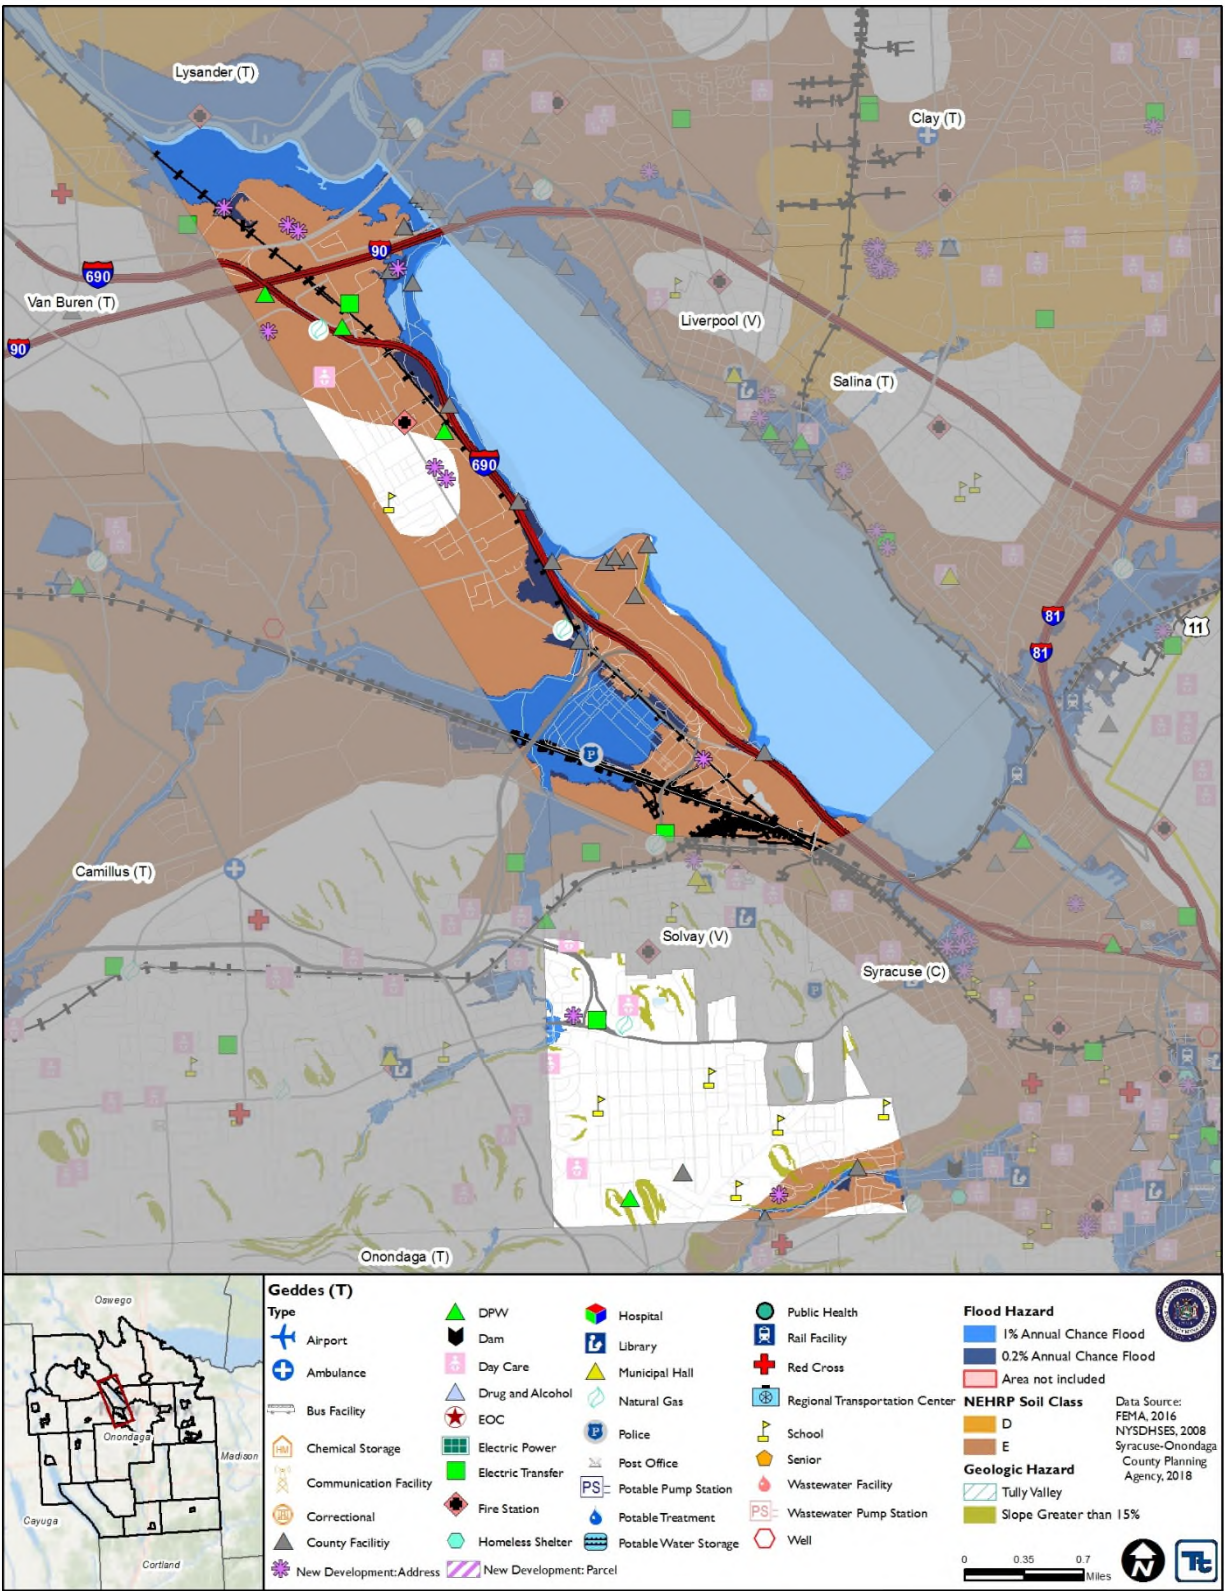 Lysander (T)
Clay (T)
90
690
Van Buren (T)
90
Liverpool (V)
Salina (T)
690
81
11
81
P
Camillus (T)
Solvay (V)
Syracuse (C)
Onondaga (T)
Oswego
Onondaga
Madison
Cayuga
Cortland
Geddes (T)
Type
Airport
Ambulance
Bus Facility
HM Chemical Storage
Communication Facility
Correctional
County Facilitiy
New Development: Address
DPW
Dam
Day Care
Drug and Alcohol
EOC
Electric Power
Electric Transfer
Fire Station
Homeless Shelter
New Development: Parcel
Hospital
Library
Municipal Hall
Natural Gas
P Police
Post Office
PS Potable Pump Station
Potable Treatment
Potable Water Storage
Public Health
Rail Facility
Red Cross
Regional Transportation Center
School
Senior
Wastewater Facility
PS Wastewater Pump Station
Well
Flood Hazard
1% Annual Chance Flood
0.2% Annual Chance Flood
Area not included
NEHRP Soil Class
D
E
Geologic Hazard
Tully Valley
Slope Greater than 15%
Data Source:
FEMA, 2016
NYSDHSES, 2008
Syracuse-Onondaga
County Planning
Agency, 2018
0 0.35 0.7
Miles
N
Tt